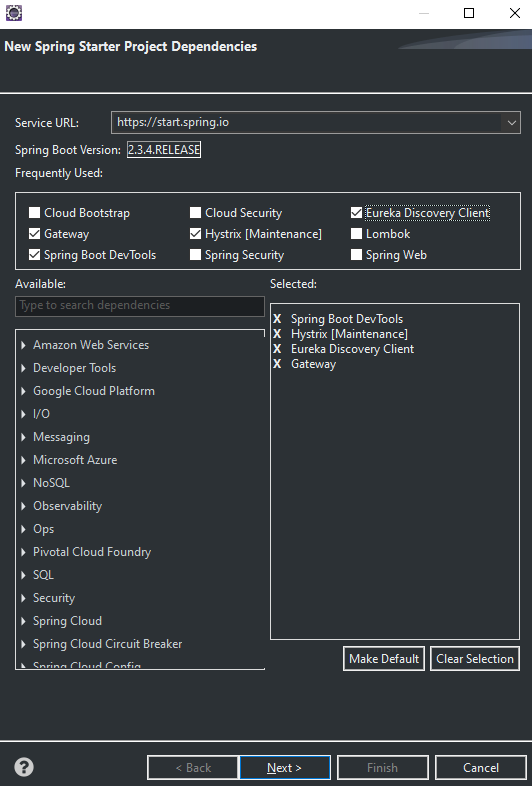 New Spring Starter Project Dependencies
Service URL: https://start.spring.io
Spring Boot Version: 2.3.4.RELEASE
Frequently Used:
Cloud Bootstrap Cloud Security Eureka Discovery Client
Gateway Hystrix [Maintenance] Lombok
Spring Boot DevTools Spring Security Spring Web
Available:
Type to search dependencies
Amazon Web Services
Developer Tools
Google Cloud Platform
I/O
Messaging
Microsoft Azure
NoSQL
Observability
Ops
Pivotal Cloud Foundry
SQL
Security
Spring Cloud
Spring Cloud Circuit Breaker
Spring Cloud Config
Selected:
X Spring Boot DevTools
X Hystrix [Maintenance]
X Eureka Discovery Client
X Gateway
Make Default Clear Selection
? < Back Next > Finish Cancel